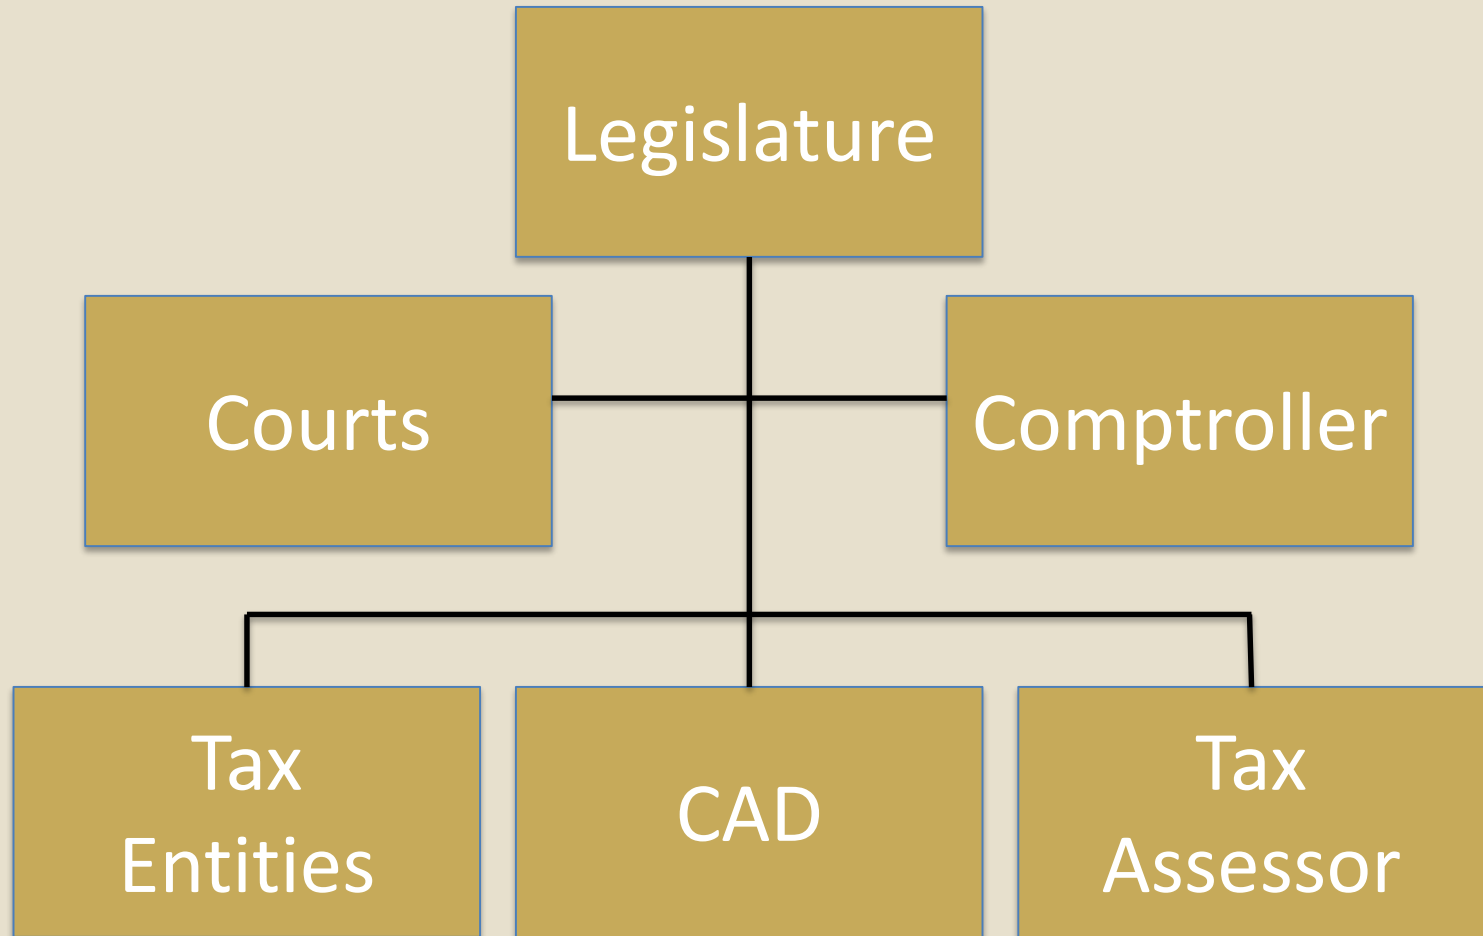 Legislature
Courts
Comptroller
Tax
Entities
CAD
Tax
Assessor